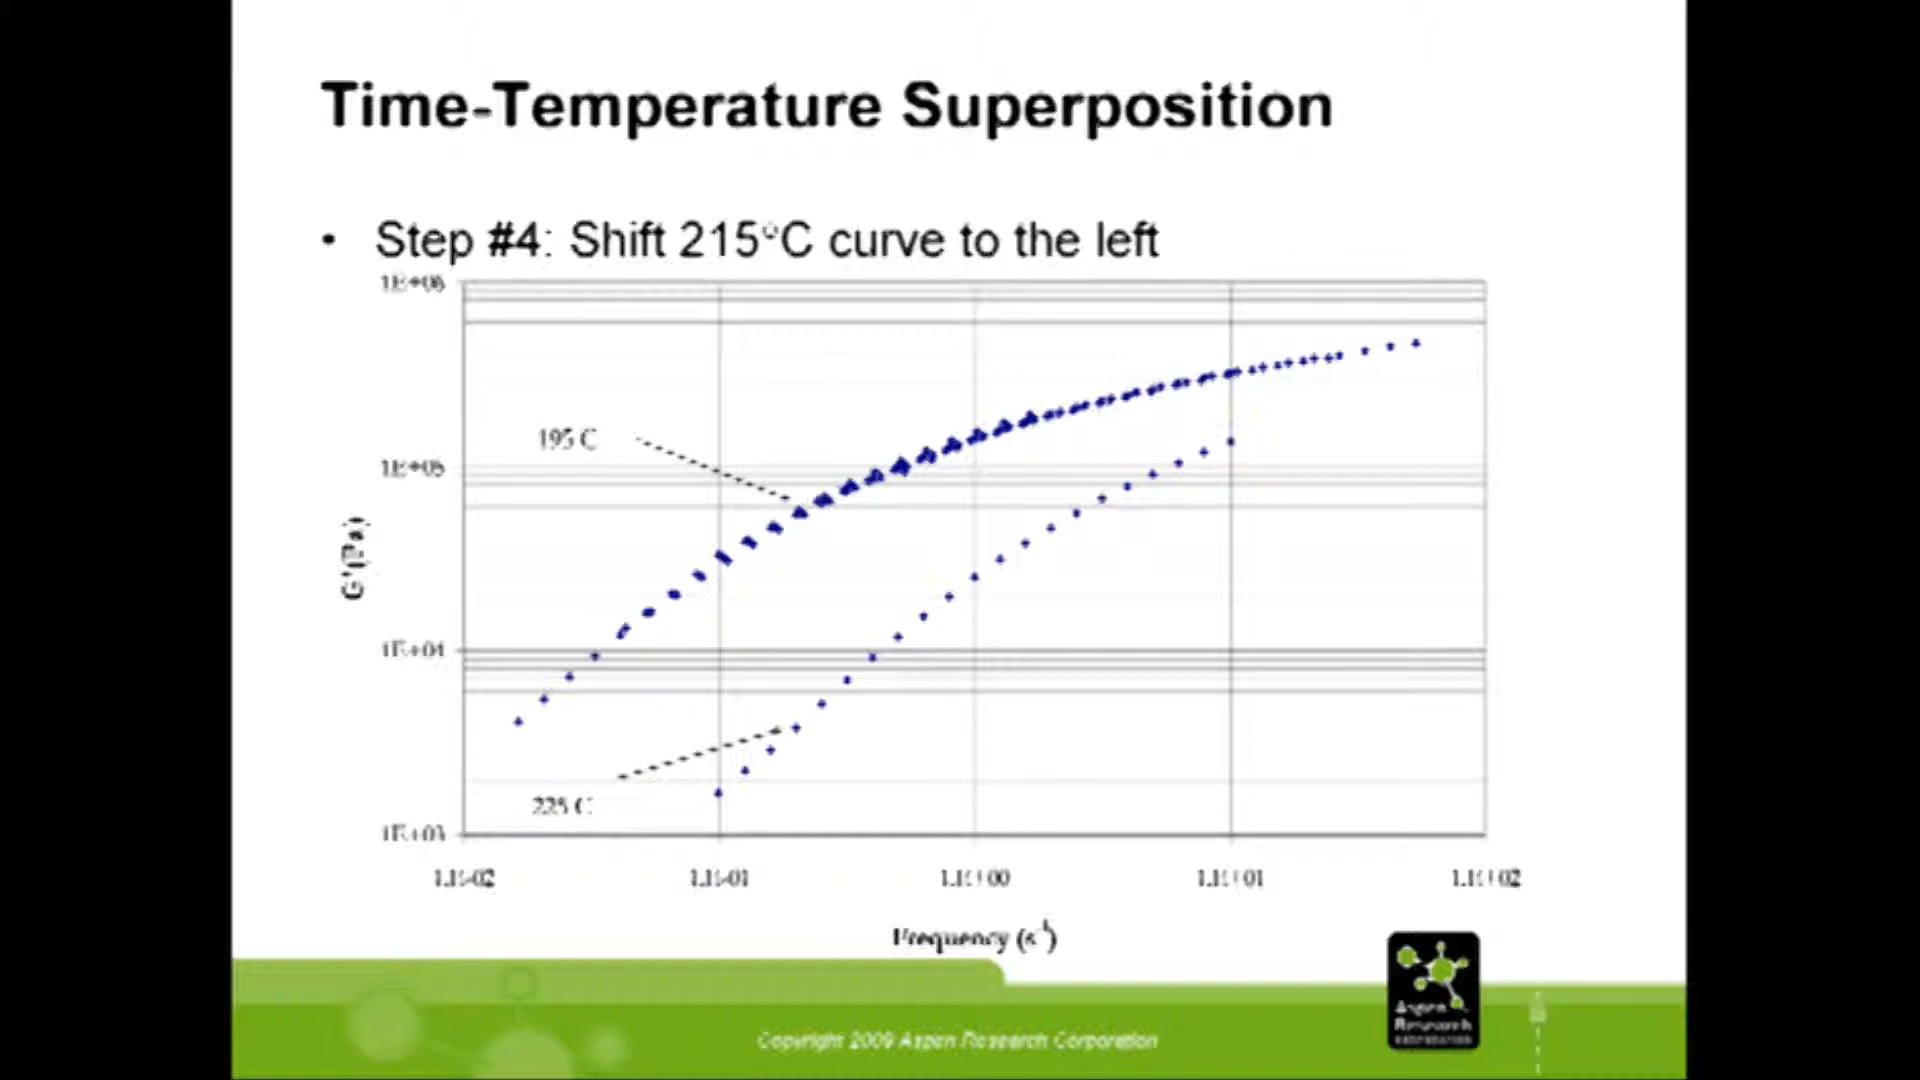 Time-Temperature Superposition
• Step #4: Shift 215°C curve to the left
1E+06
195 C
1E+05
G'(Pa)
1E+04
225 C
1E+03
1.E-02 1.E-01 1.E+00 1.E+01 1.E+02
Frequency (s-1)
Aspen
Research
Copyright 2009 Aspen Research Corporation